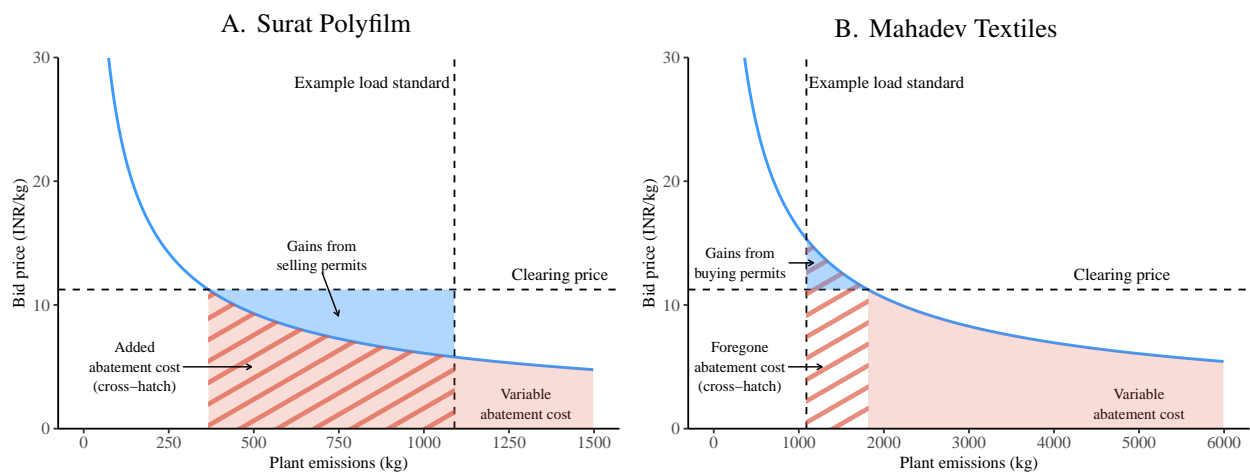 A. Surat Polyfilm
30
20
10
0
Bid price (INR/kg)
Example load standard
Gains from
selling permits
Clearing price
Added
abatement cost
(cross−hatch)
Variable
abatement cost
0
250
500
750
1000
1250
1500
Plant emissions (kg)
B. Mahadev Textiles
30
20
10
0
Bid price (INR/kg)
Example load standard
Gains from
buying permits
Clearing price
Foregone
abatement cost
(cross−hatch)
Variable
abatement cost
0
1000
2000
3000
4000
5000
6000
Plant emissions (kg)